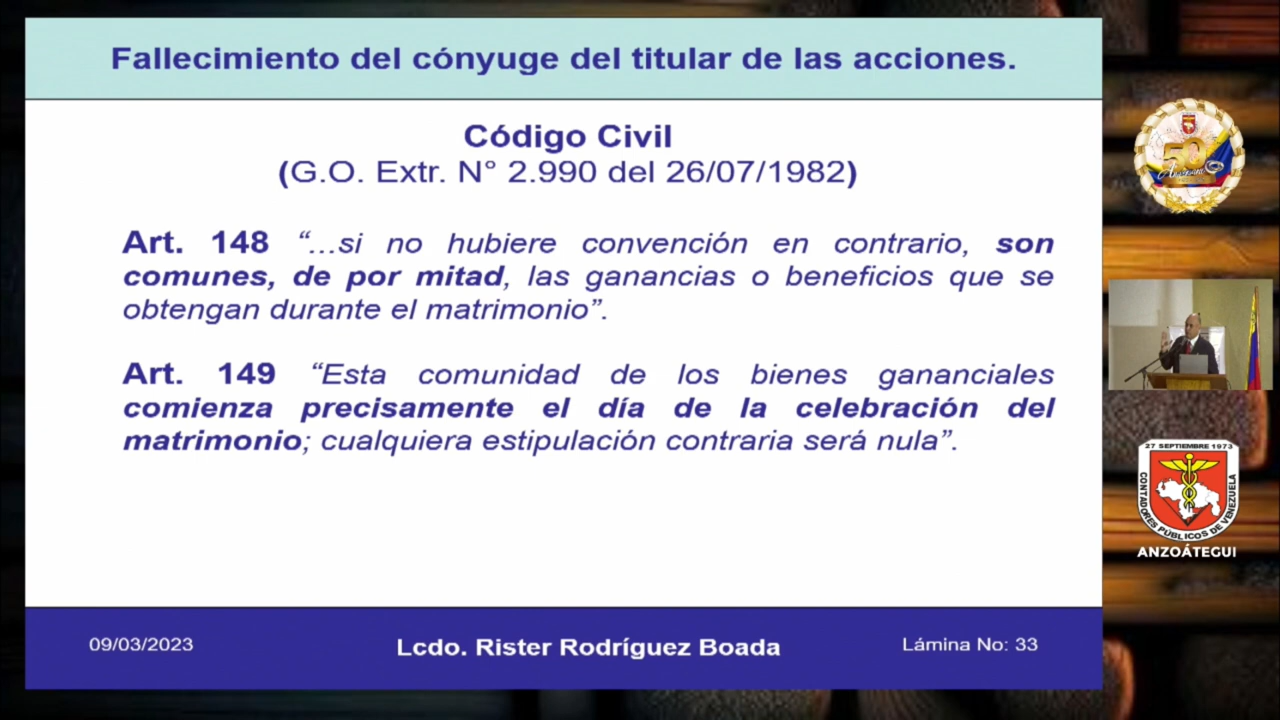 Fallecimiento del cónyuge del titular de las acciones.
Código Civil
(G.O. Extr. N° 2.990 del 26/07/1982)
Art. 148 “…si no hubiere convención en contrario, son
comunes, de por mitad, las ganancias o beneficios que se
obtengan durante el matrimonio”.
Art. 149 “Esta comunidad de los bienes gananciales
comienza precisamente el día de la celebración del
matrimonio; cualquiera estipulación contraria será nula”.
09/03/2023
Lcdo. Rister Rodríguez Boada
Lámina No: 33
50
27 SEPTIEMBRE 1973
CONTADORES PÚBLICOS DE VENEZUELA
ANZOÁTEGUI